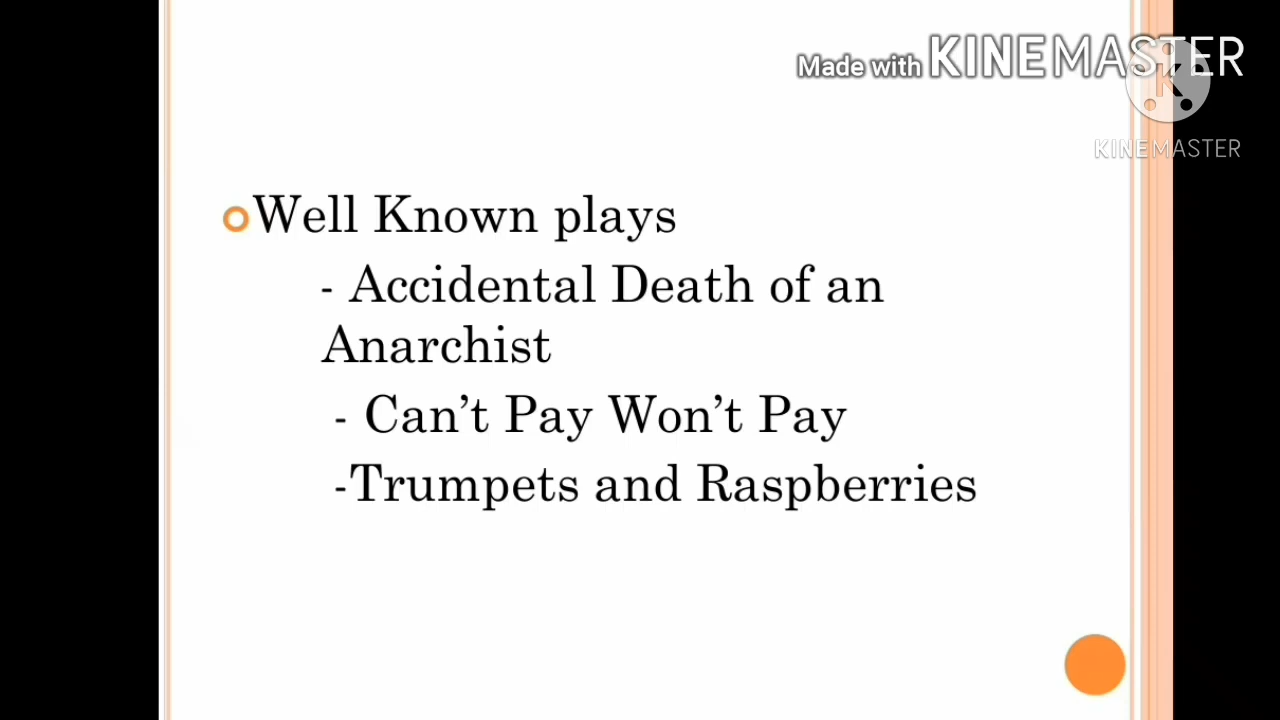 Made with KINEMASTER
K
KINEMASTER
Well Known plays
- Accidental Death of an
Anarchist
- Can’t Pay Won’t Pay
-Trumpets and Raspberries